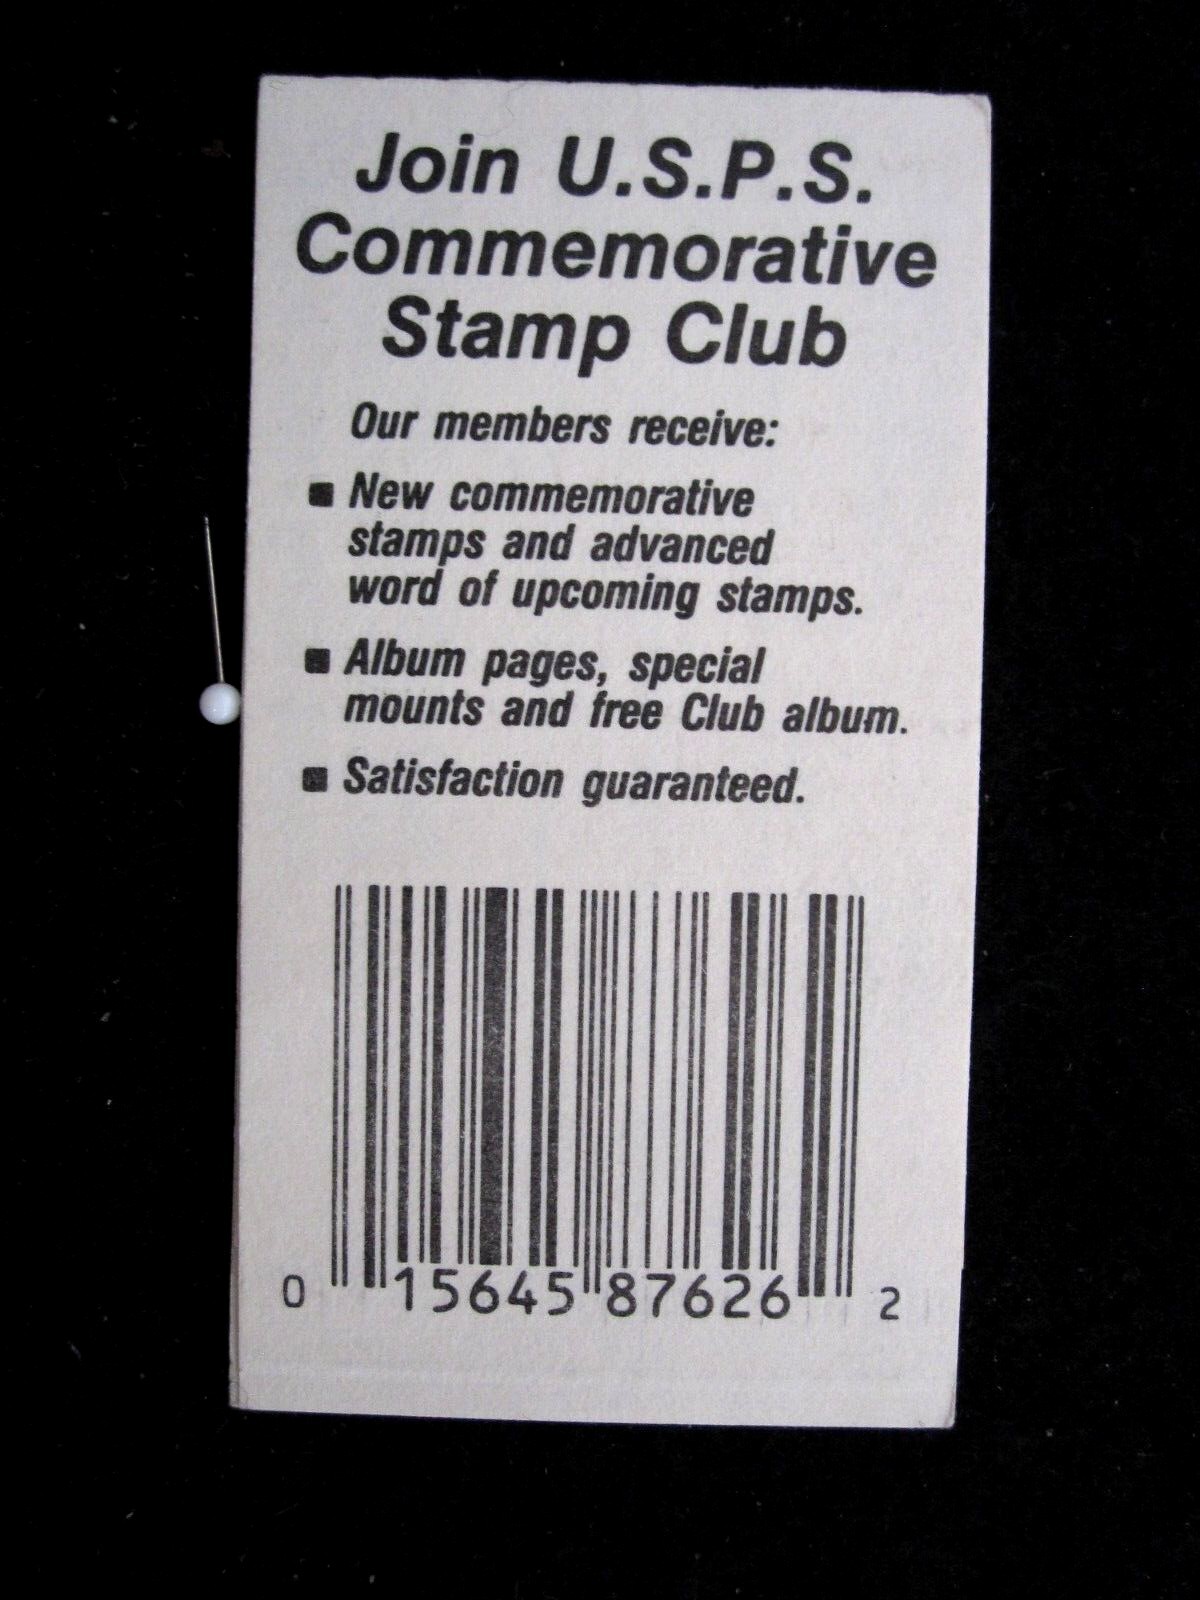 Join U.S.P.S.
Commemorative
Stamp Club
Our members receive:
■ New commemorative
stamps and advanced
word of upcoming stamps.
■ Album pages, special
mounts and free Club album.
■ Satisfaction guaranteed.
0 15645 87626 2